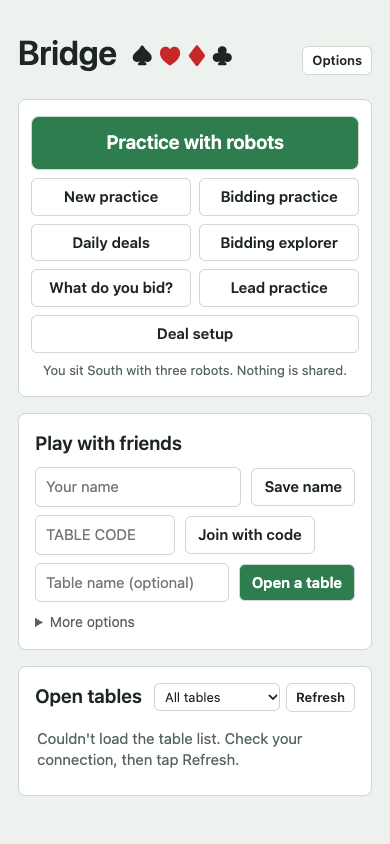 Bridge ♠ ♥ ♦ ♣
Options
Practice with robots
New practice
Bidding practice
Daily deals
Bidding explorer
What do you bid?
Lead practice
Deal setup
You sit South with three robots. Nothing is shared.
Play with friends
Your name
Save name
TABLE CODE
Join with code
Table name (optional)
Open a table
More options
Open tables
All tables
Refresh
Couldn't load the table list. Check your
connection, then tap Refresh.